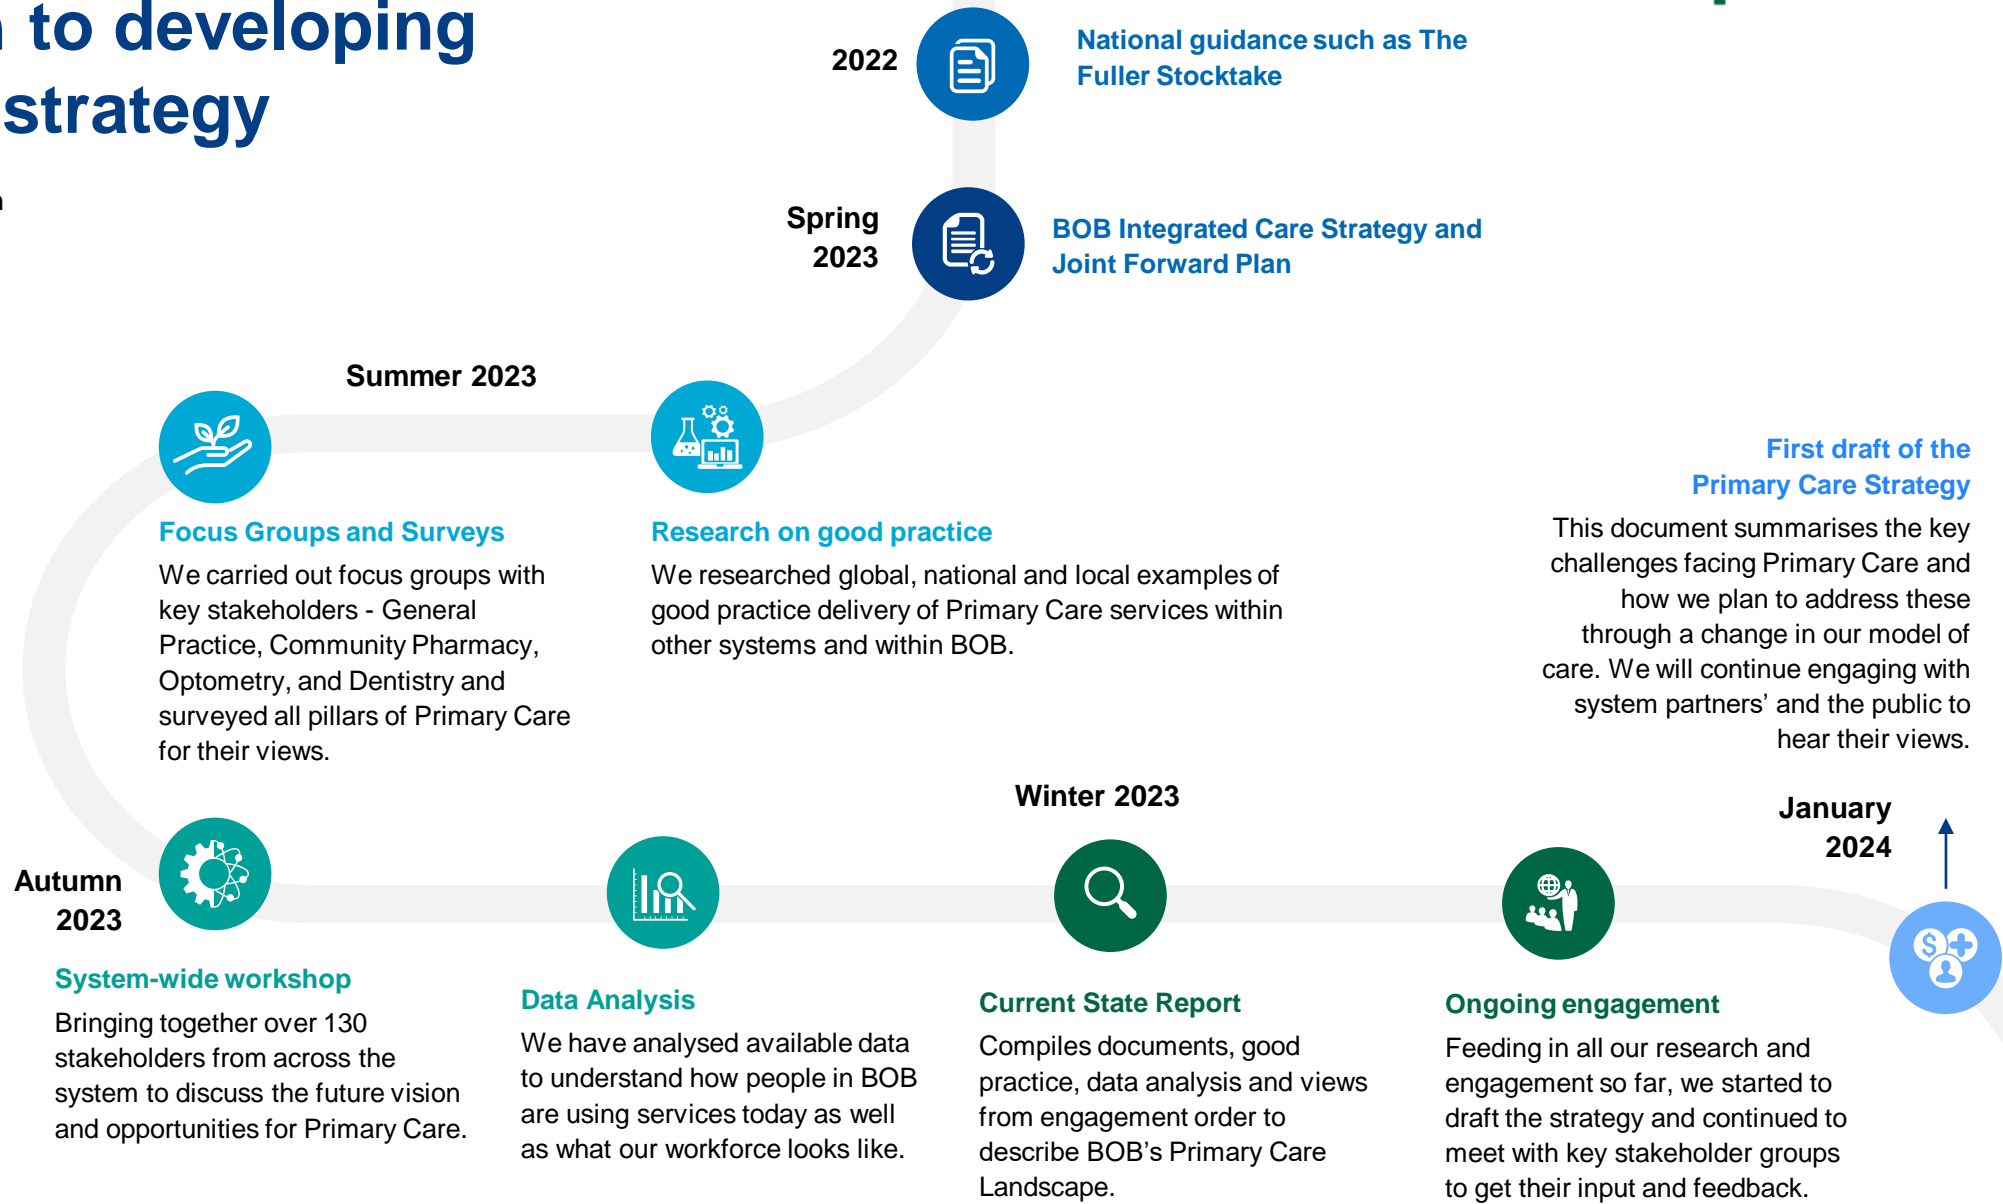 to developing
strategy
2022
National guidance such as The
Fuller Stocktake
Spring
2023
BOB Integrated Care Strategy and
Joint Forward Plan
Summer 2023
Focus Groups and Surveys
We carried out focus groups with
key stakeholders - General
Practice, Community Pharmacy,
Optometry, and Dentistry and
surveyed all pillars of Primary Care
for their views.
Research on good practice
We researched global, national and local examples of
good practice delivery of Primary Care services within
other systems and within BOB.
First draft of the
Primary Care Strategy
This document summarises the key
challenges facing Primary Care and
how we plan to address these
through a change in our model of
care. We will continue engaging with
system partners’ and the public to
hear their views.
January
2024
Autumn
2023
System-wide workshop
Bringing together over 130
stakeholders from across the
system to discuss the future vision
and opportunities for Primary Care.
Data Analysis
We have analysed available data
to understand how people in BOB
are using services today as well
as what our workforce looks like.
Winter 2023
Current State Report
Compiles documents, good
practice, data analysis and views
from engagement order to
describe BOB’s Primary Care
Landscape.
Ongoing engagement
Feeding in all our research and
engagement so far, we started to
draft the strategy and continued to
meet with key stakeholder groups
to get their input and feedback.